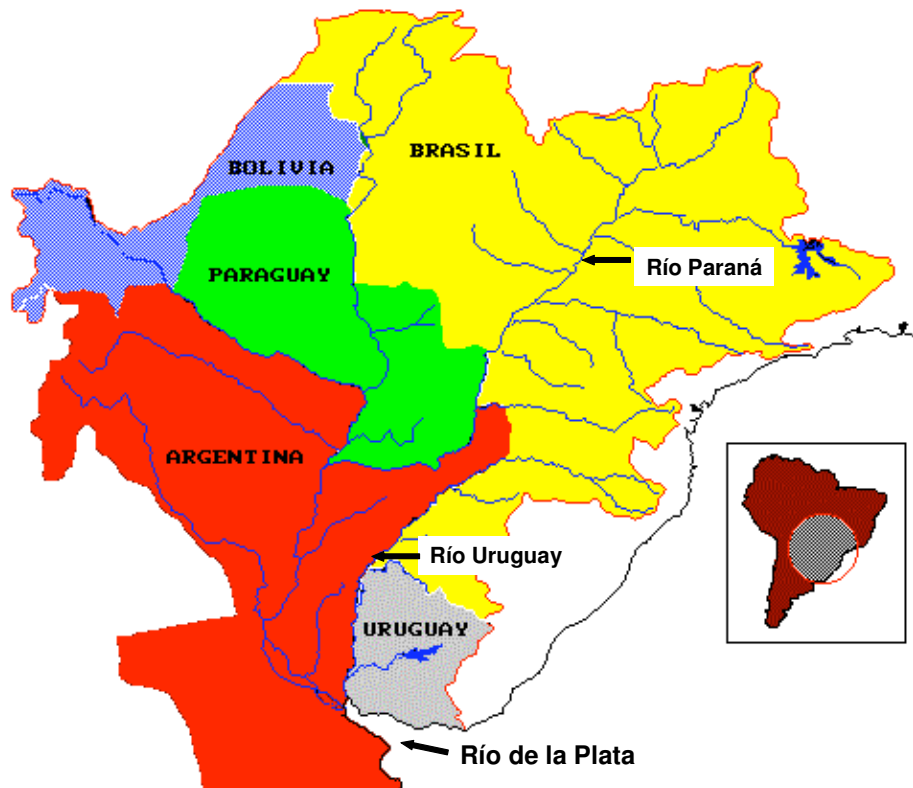 BRASIL
BOLIVIA
Río Paraná
PARAGUAY
ARGENTINA
Río Uruguay
URUGUAY
Río de la Plata